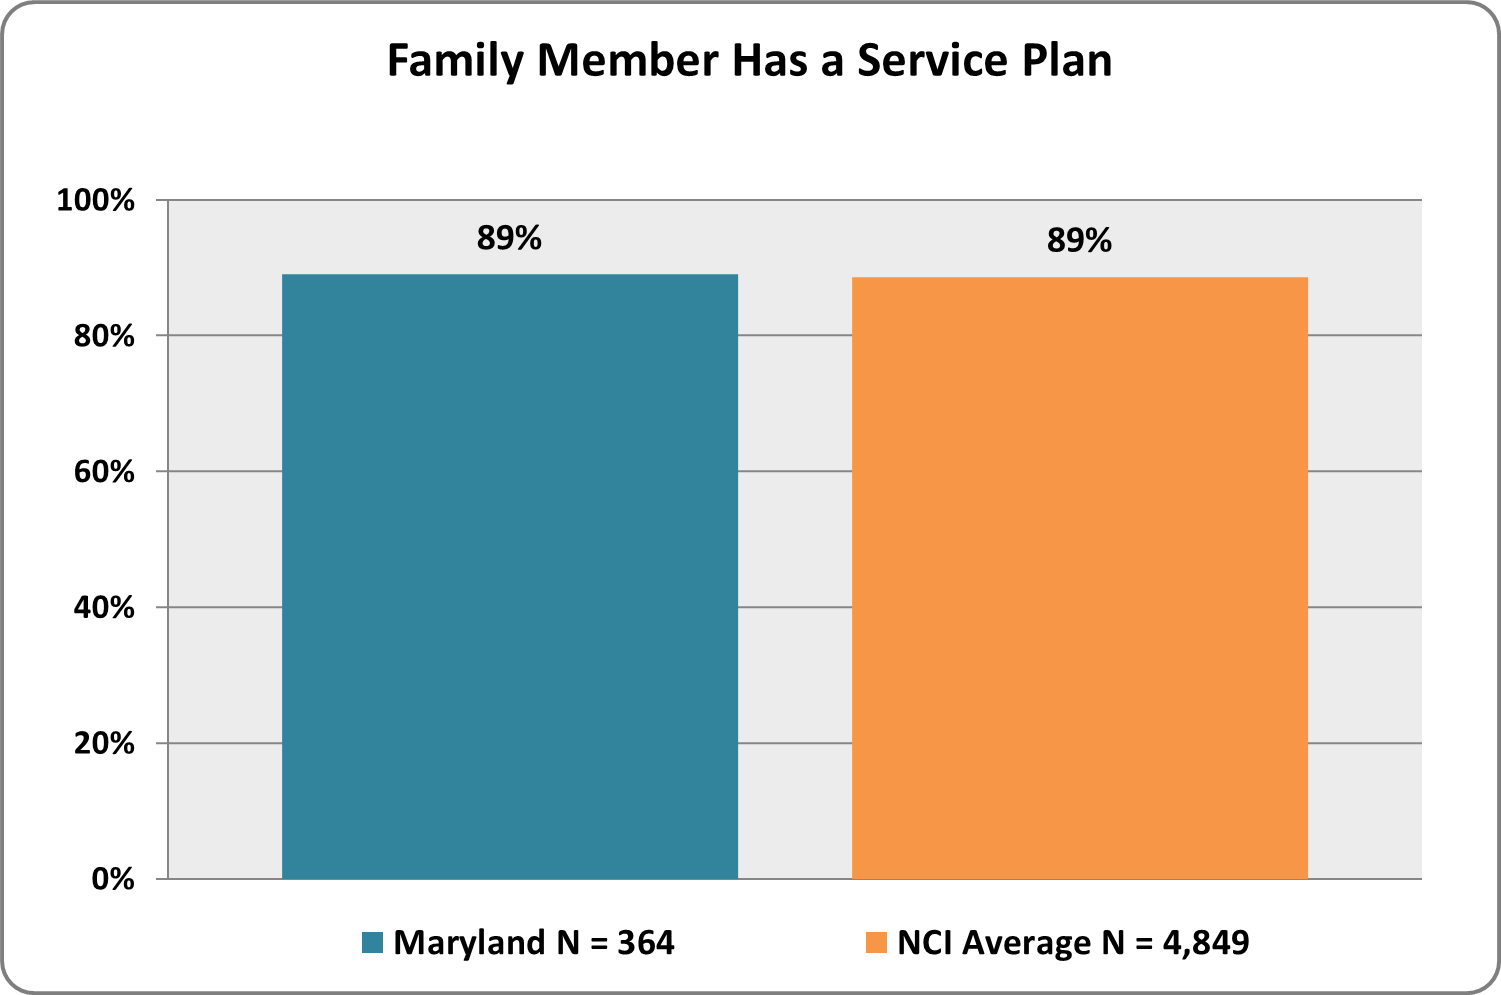 Family Member Has a Service Plan
100%
80%
60%
40%
20%
0%
89%
89%
Maryland N = 364
NCI Average N = 4,849